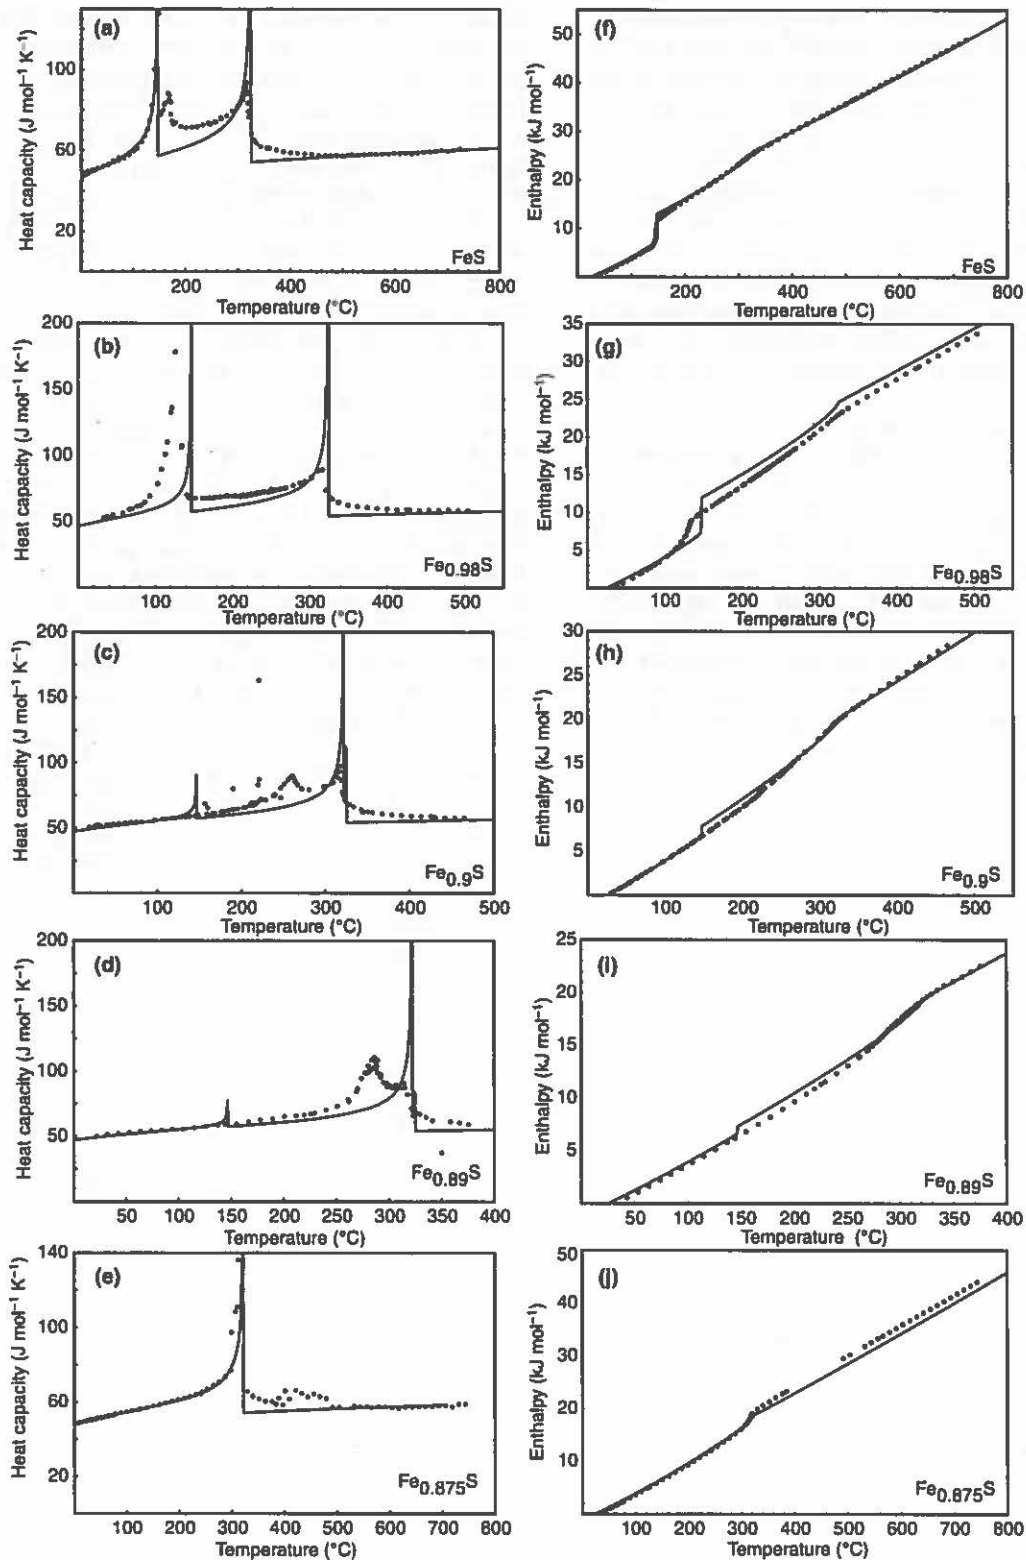 (a)
Heat capacity (J mol⁻¹ K⁻¹)
100
60
20
200 400 600 800
Temperature (°C)
FeS
(f)
Enthalpy (kJ mol⁻¹)
50
40
30
20
10
200 400 600 800
Temperature (°C)
FeS
(b)
Heat capacity (J mol⁻¹ K⁻¹)
200
150
100
50
100 200 300 400 500
Temperature (°C)
Fe0.98S
(g)
Enthalpy (kJ mol⁻¹)
35
30
25
20
15
10
5
100 200 300 400 500
Temperature (°C)
Fe0.98S
(c)
Heat capacity (J mol⁻¹ K⁻¹)
200
150
100
50
100 200 300 400 500
Temperature (°C)
Fe0.9S
(h)
Enthalpy (kJ mol⁻¹)
30
25
20
15
10
5
100 200 300 400 500
Temperature (°C)
Fe0.9S
(d)
Heat capacity (J mol⁻¹ K⁻¹)
200
150
100
50
50 100 150 200 250 300 350 400
Temperature (°C)
Fe0.89S
(i)
Enthalpy (kJ mol⁻¹)
25
20
15
10
5
50 100 150 200 250 300 350 400
Temperature (°C)
Fe0.89S
(e)
Heat capacity (J mol⁻¹ K⁻¹)
140
100
60
20
100 200 300 400 500 600 700 800
Temperature (°C)
Fe0.875S
(j)
Enthalpy (kJ mol⁻¹)
50
40
30
20
10
100 200 300 400 500 600 700 800
Temperature (°C)
Fe0.875S